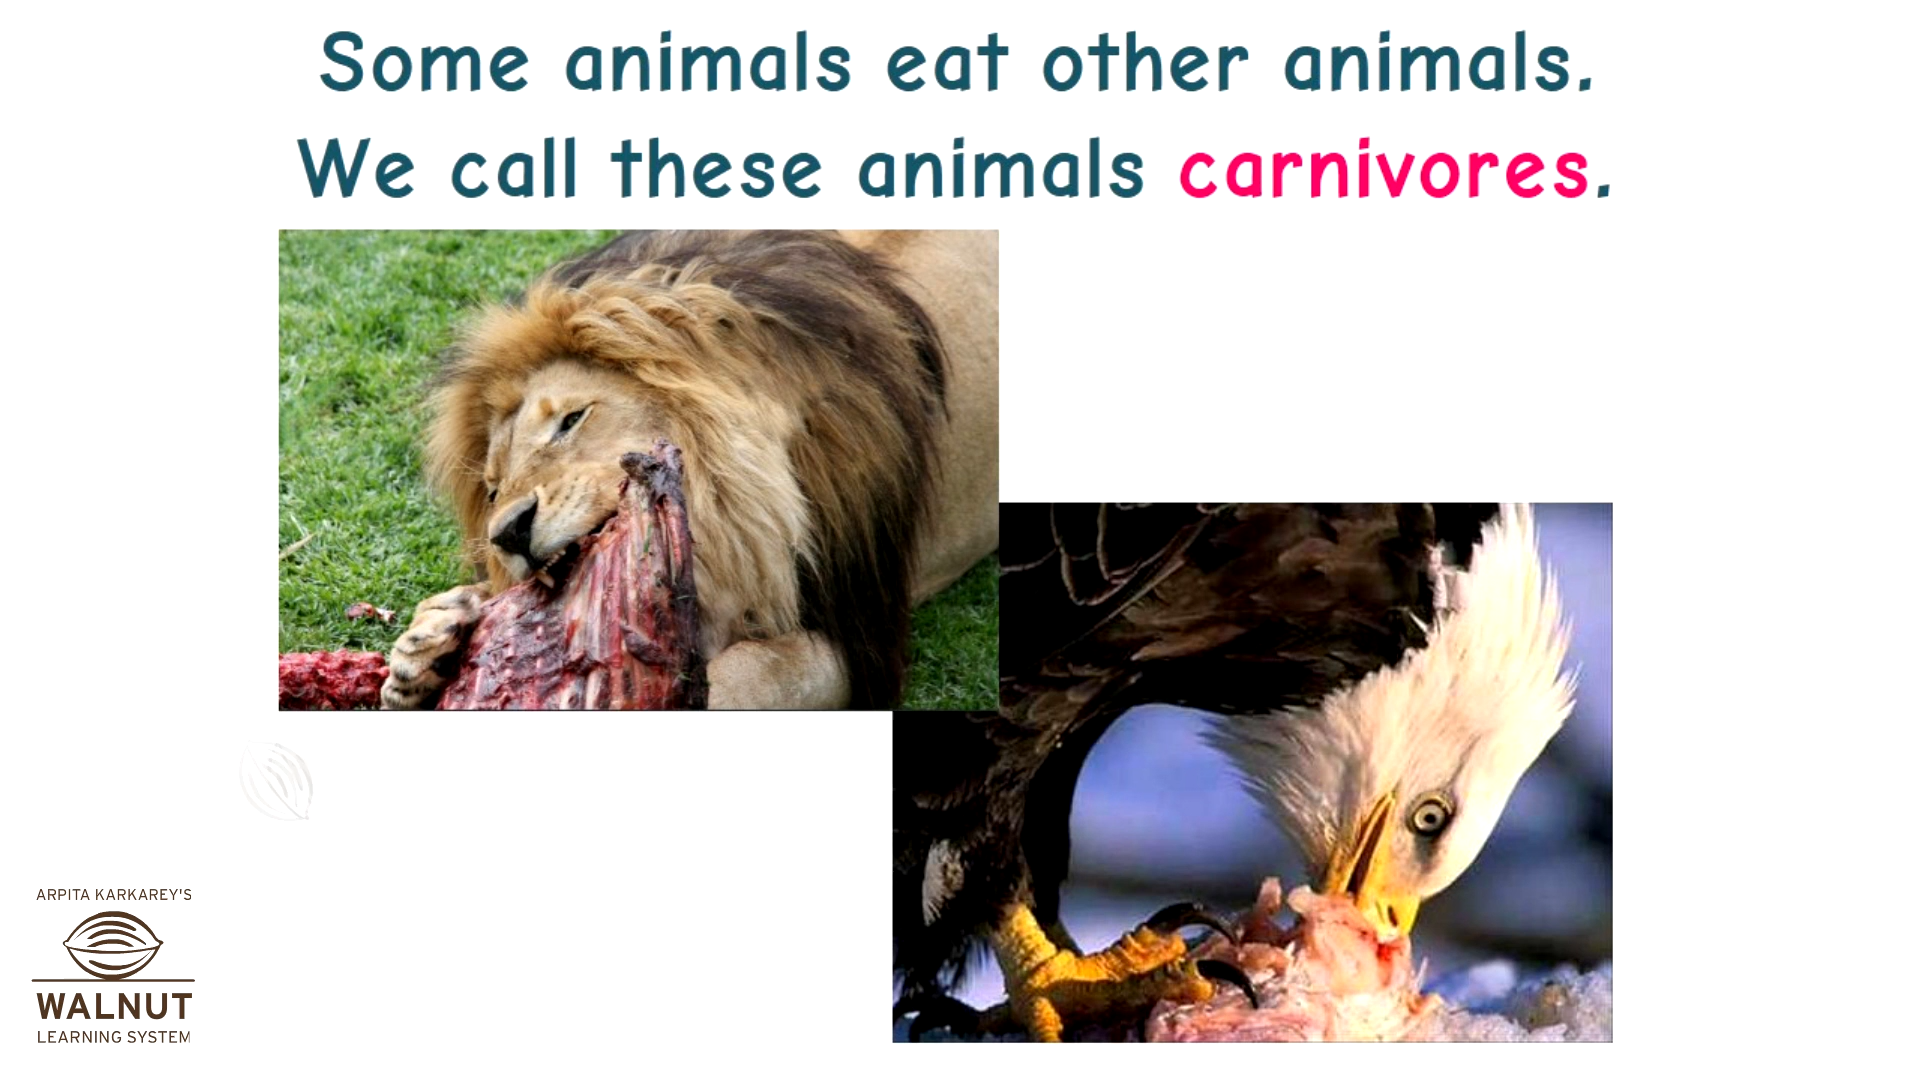 Some animals eat other animals.
We call these animals carnivores.
ARPITA KARKAREY'S
WALNUT
LEARNING SYSTEM